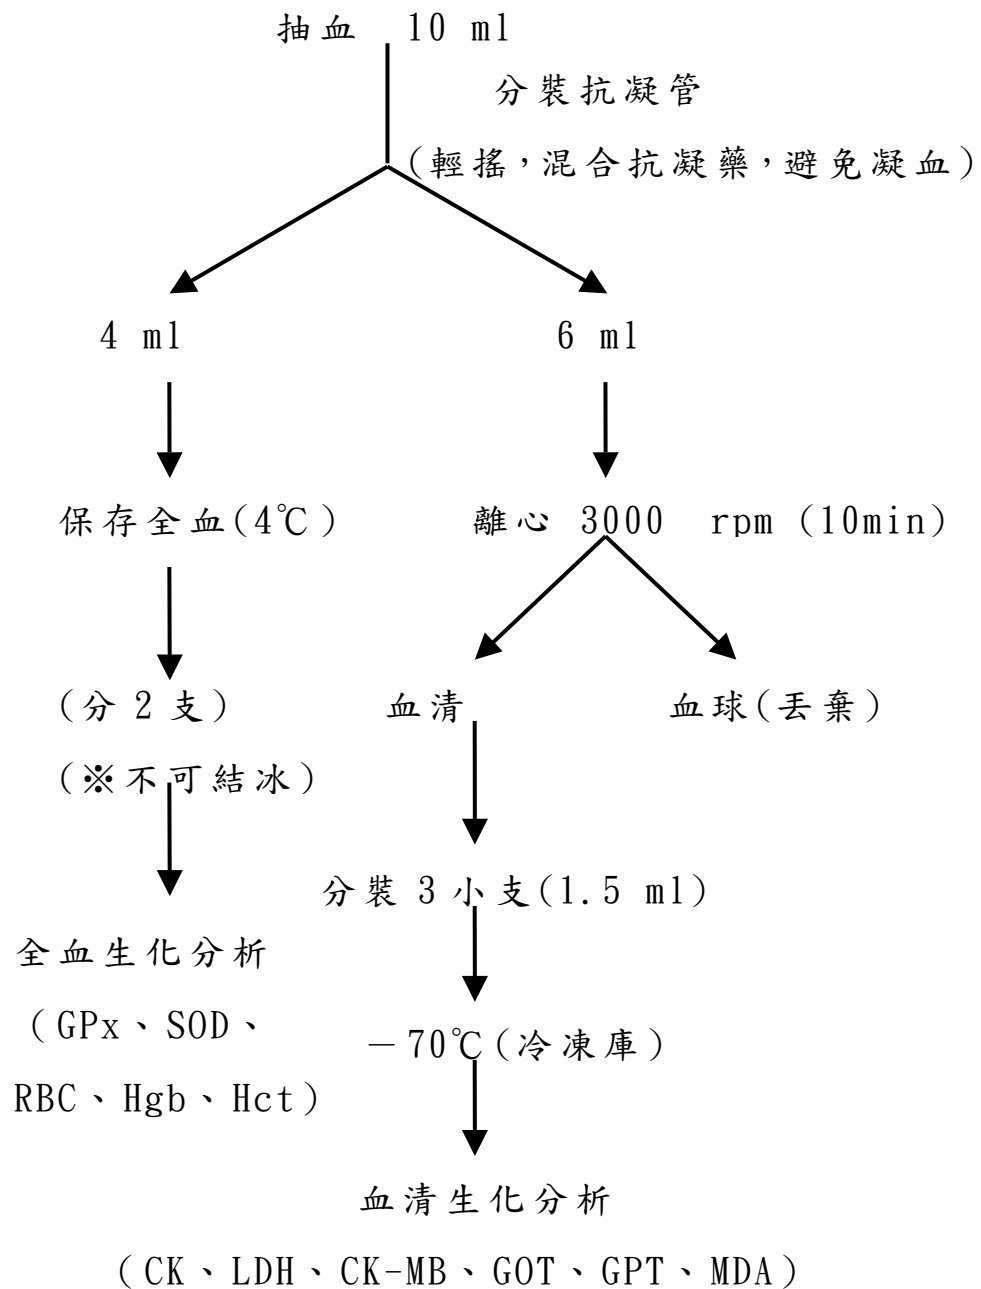 抽血 10 ml
分裝抗凝管
(輕搖,混合抗凝藥,避免凝血)
4 ml
6 ml
保存全血(4℃)
離心 3000 rpm (10min)
(分 2 支)
血清
血球(丟棄)
(※不可結冰)
分裝 3 小支(1.5 ml)
全血生化分析
(GPx、SOD、
-70℃(冷凍庫)
RBC、Hgb、Hct)
血清生化分析
(CK、LDH、CK-MB、GOT、GPT、MDA)